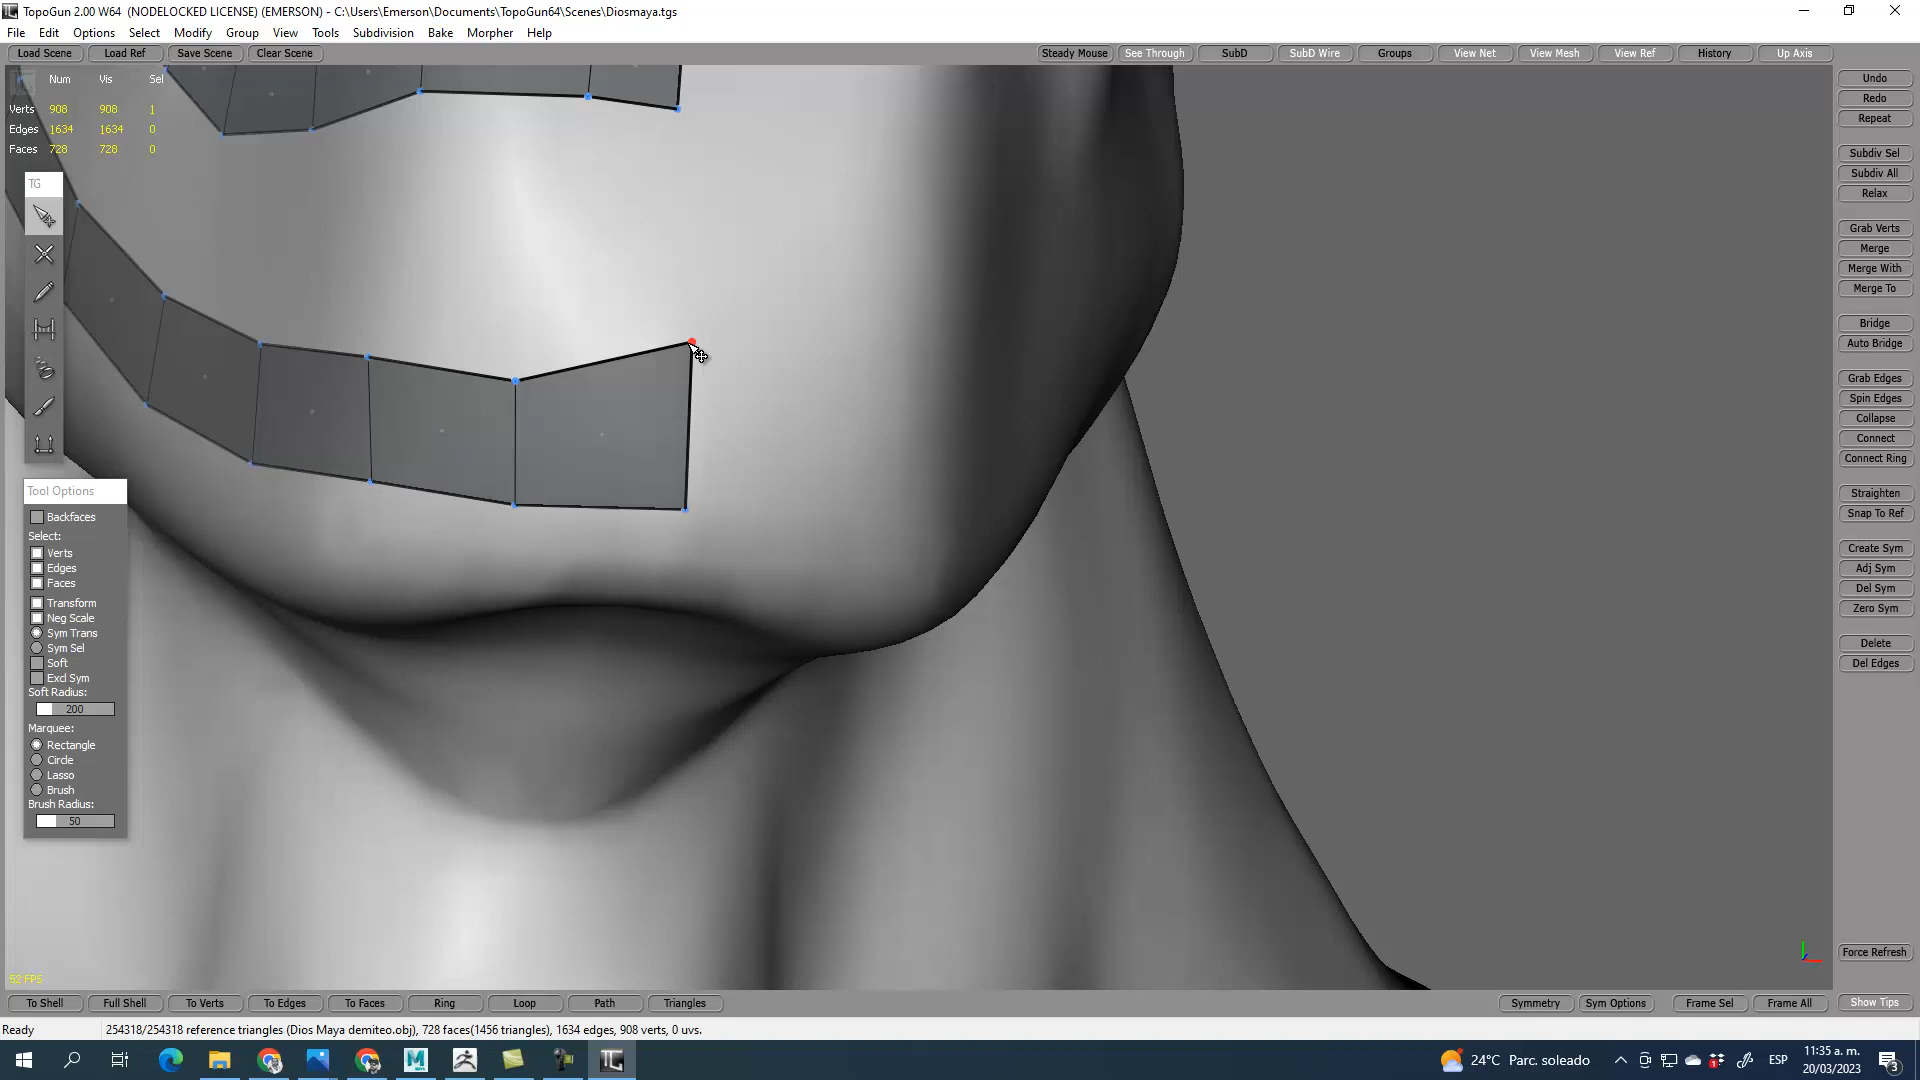 TopoGun 2.00 W64  (NODELOCKED LICENSE) (EMERSON) - C:\Users\Emerson\Documents\TopoGun64\Scenes\Diosmaya.tgs
File Edit Options Select Modify Group View Tools Subdivision Bake Morpher Help
Load Scene Load Ref Save Scene Clear Scene Steady Mouse See Through SubD SubD Wire Groups View Net View Mesh View Ref History Up Axis
Num Vis Sel
Verts 908 908 1
Edges 1634 1634 0
Faces 728 728 0
TG
Tool Options
Backfaces
Select:
Verts
Edges
Faces
Transform
Neg Scale
Sym Trans
Sym Sel
Soft
Excl Sym
Soft Radius:
200
Marquee:
Rectangle
Circle
Lasso
Brush
Brush Radius:
50
52 FPS
Undo
Redo
Repeat
Subdiv Sel
Subdiv All
Relax
Grab Verts
Merge
Merge With
Merge To
Bridge
Auto Bridge
Grab Edges
Spin Edges
Collapse
Connect
Connect Ring
Straighten
Snap To Ref
Create Sym
Adj Sym
Del Sym
Zero Sym
Delete
Del Edges
Force Refresh
To Shell Full Shell To Verts To Edges To Faces Ring Loop Path Triangles Symmetry Sym Options Frame Sel Frame All Show Tips
Ready 254318/254318 reference triangles (Dios Maya demiteo.obj), 728 faces(1456 triangles), 1634 edges, 908 verts, 0 uvs.
24°C Parc. soleado ESP 11:35 a. m.
20/03/2023
3